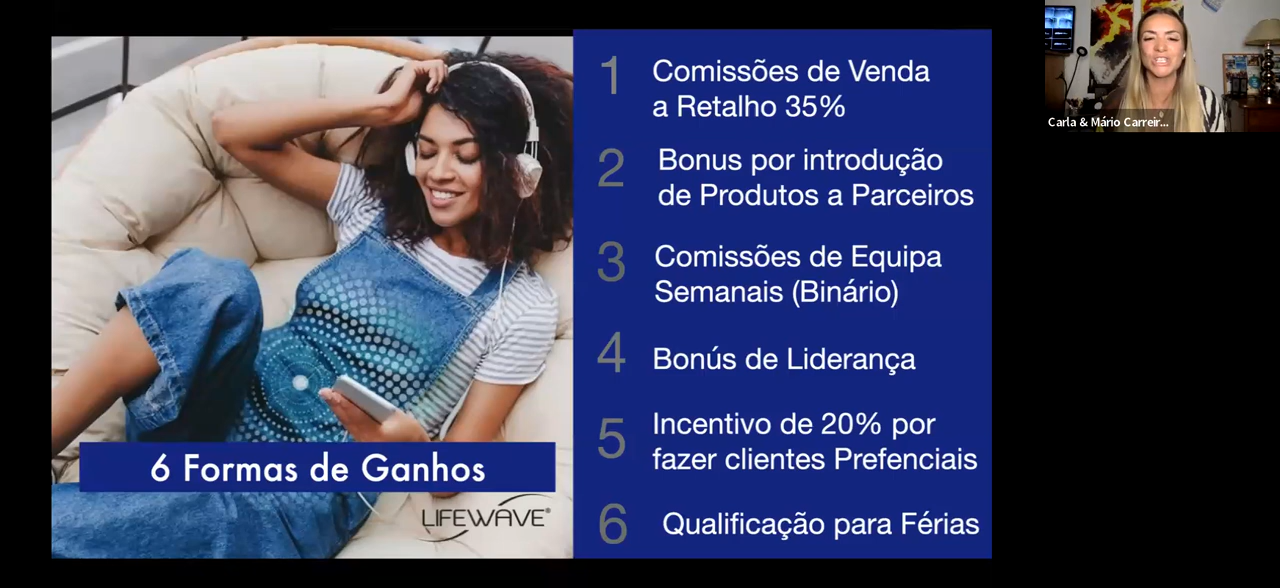 1
Comissões de Venda
a Retalho 35%
2
Bonus por introdução
de Produtos a Parceiros
3
Comissões de Equipa
Semanais (Binário)
4
Bonús de Liderança
5
Incentivo de 20% por
fazer clientes Prefenciais
6
Qualificação para Férias
6 Formas de Ganhos
LIFEWAVE®
Carla & Mário Carreir...